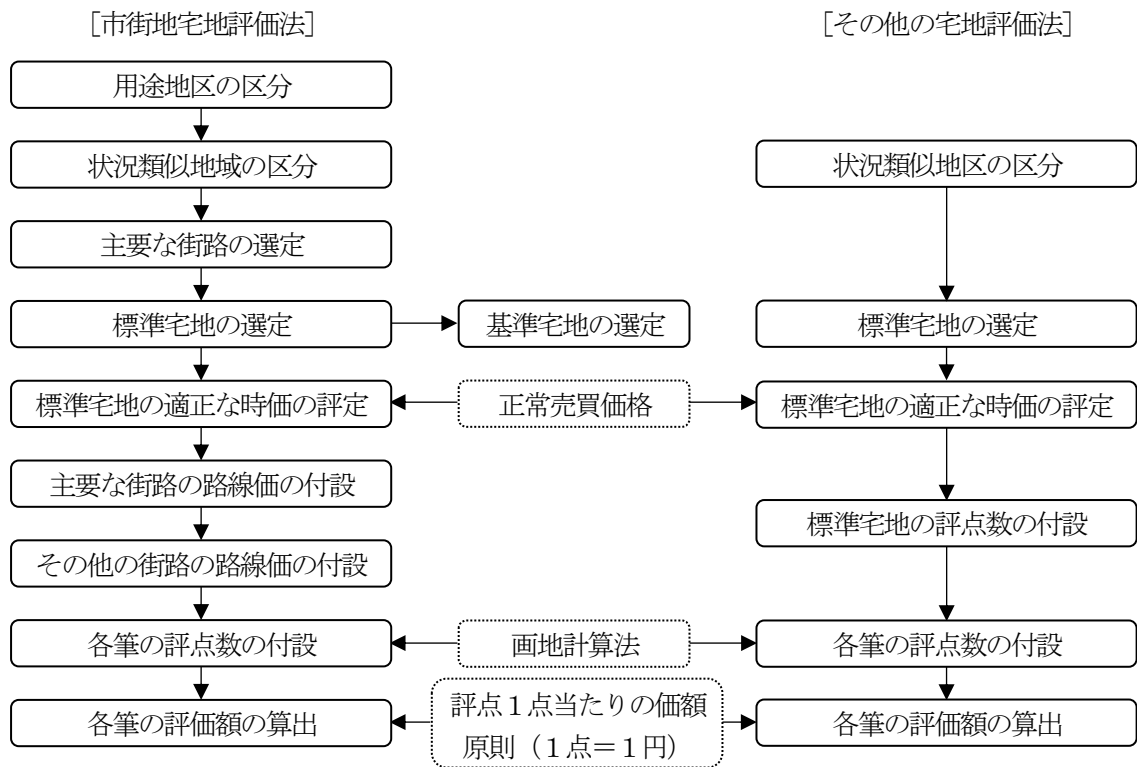 [市街地宅地評価法]
[その他の宅地評価法]
用途地区の区分
状況類似地域の区分
状況類似地区の区分
主要な街路の選定
標準宅地の選定
基準宅地の選定
標準宅地の選定
標準宅地の適正な時価の評定
正常売買価格
標準宅地の適正な時価の評定
主要な街路の路線価の付設
標準宅地の評点数の付設
その他の街路の路線価の付設
各筆の評点数の付設
画地計算法
各筆の評点数の付設
各筆の評価額の算出
評点1点当たりの価額
原則(1点=1円)
各筆の評価額の算出